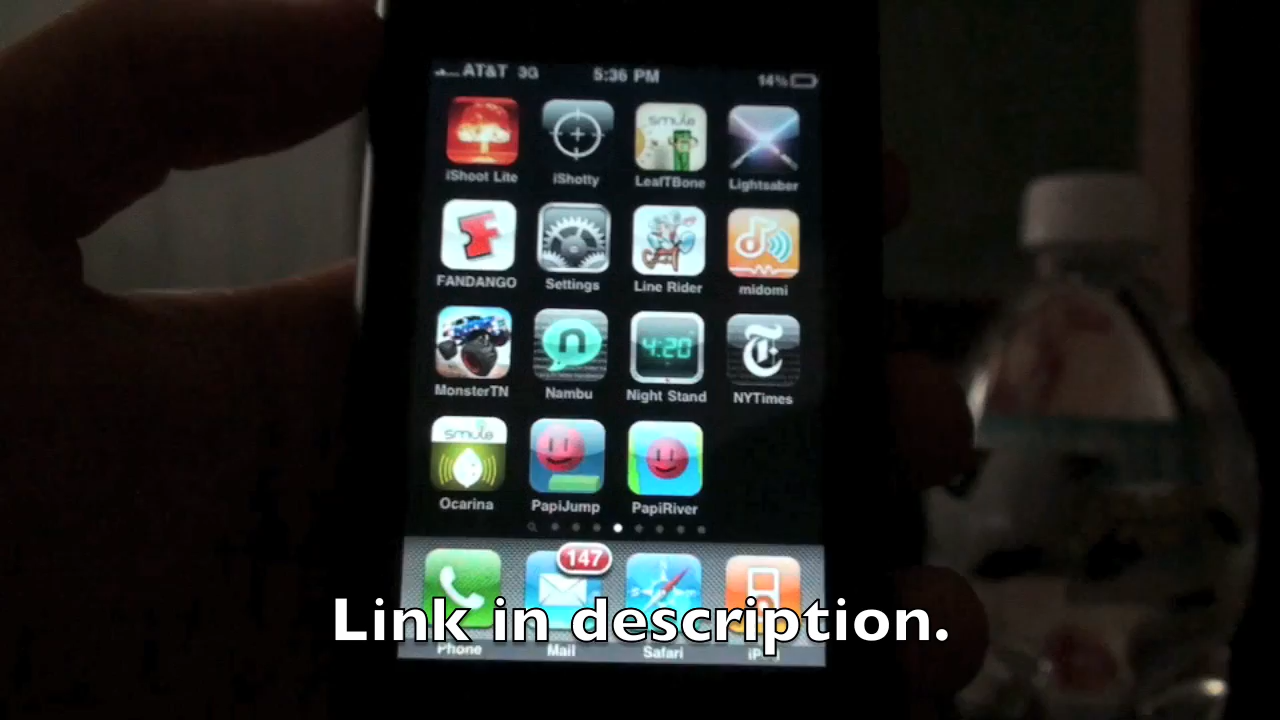 AT&T 3G 5:36 PM 14%
smule
iShoot Lite iShotty LeafTBone Lightsaber
FANDANGO Settings Line Rider midomi
4:20
MonsterTN Nambu Night Stand NYTimes
smule
Ocarina PapiJump PapiRiver
147
Link in description.
Phone Mail Safari